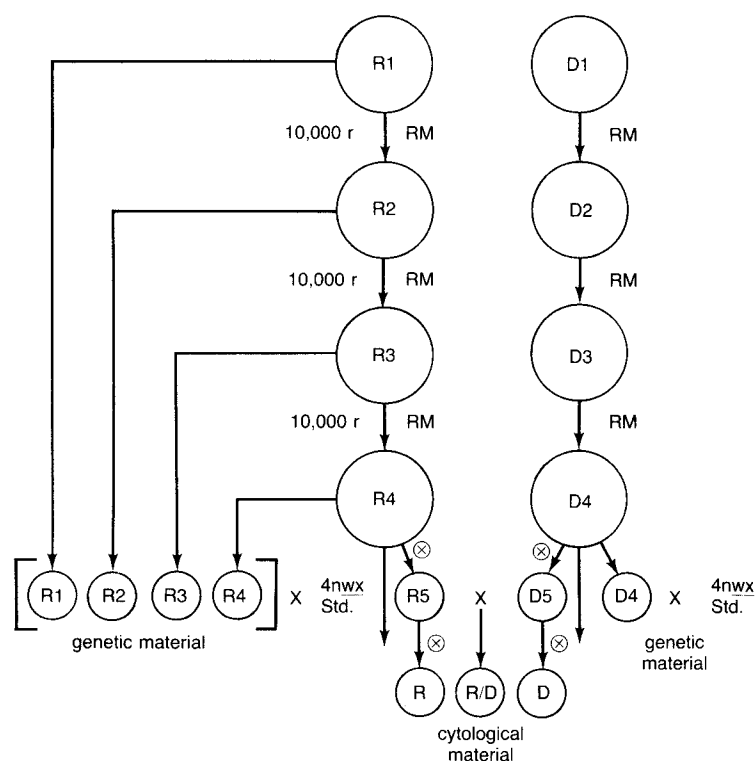 R1 D1
10,000 r RM RM
R2 D2
10,000 r RM RM
R3 D3
10,000 r RM RM
R4 D4
⊗ ⊗
R1 R2 R3 R4 X 4nwx Std. R5 X D5 D4 X 4nwx Std.
genetic material
genetic
material
⊗ ⊗
R R/D D
cytological
material